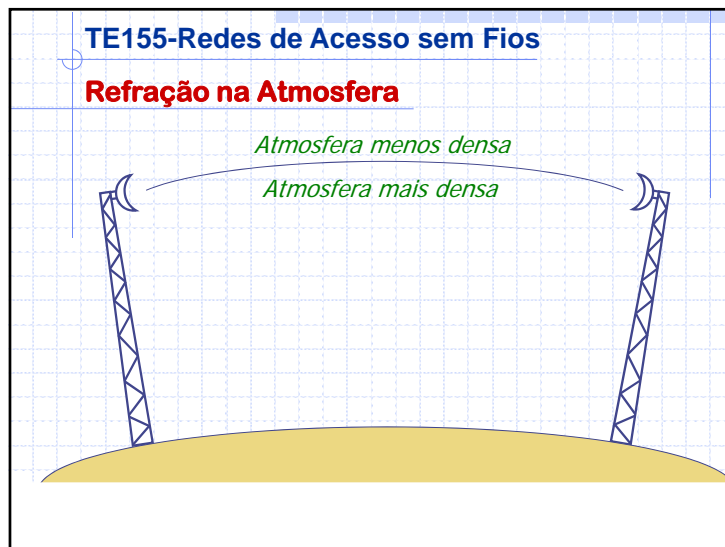 TE155-Redes de Acesso sem Fios
Refração na Atmosfera
Atmosfera menos densa
Atmosfera mais densa